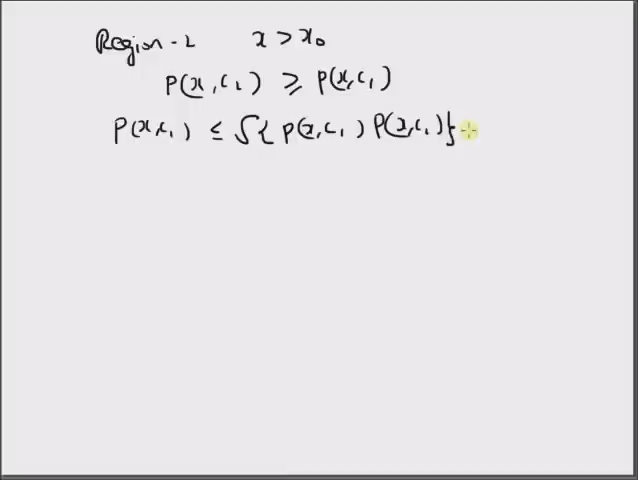 Region-2 x > x₀
P(x, C₂) ≥ P(x, C₁)
P(x, C₁) ≤ ∫{ P(x, C₁) P(x, C₁)}